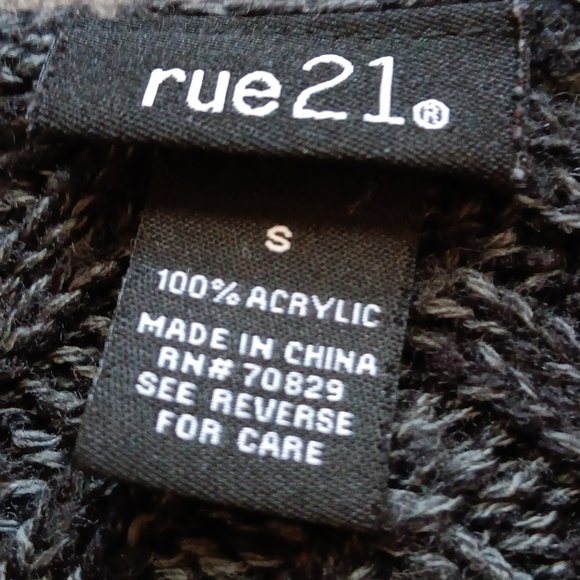 rue21®
S
100% ACRYLIC
MADE IN CHINA
RN# 70829
SEE REVERSE
FOR CARE